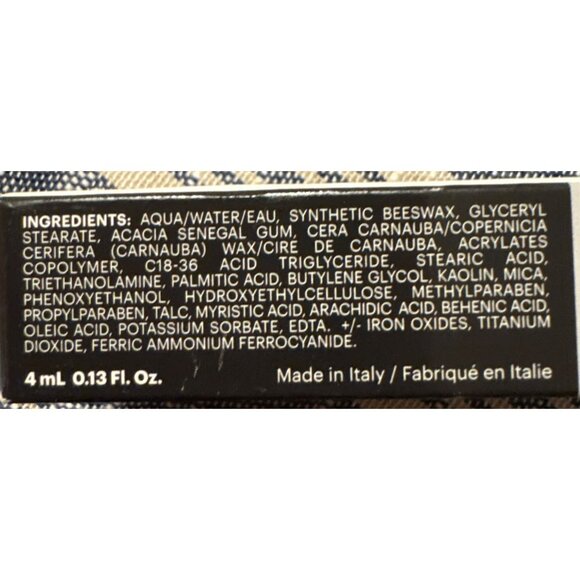 INGREDIENTS: AQUA/WATER/EAU, SYNTHETIC BEESWAX, GLYCERYL
STEARATE, ACACIA SENEGAL GUM, CERA CARNAUBA/COPERNICIA
CERIFERA (CARNAUBA) WAX/CIRE DE CARNAUBA, ACRYLATES
COPOLYMER, C18-36 ACID TRIGLYCERIDE, STEARIC ACID,
TRIETHANOLAMINE, PALMITIC ACID, BUTYLENE GLYCOL, KAOLIN, MICA,
PHENOXYETHANOL, HYDROXYETHYLCELLULOSE, METHYLPARABEN,
PROPYLPARABEN, TALC, MYRISTIC ACID, ARACHIDIC ACID, BEHENIC ACID,
OLEIC ACID, POTASSIUM SORBATE, EDTA. +/- IRON OXIDES, TITANIUM
DIOXIDE, FERRIC AMMONIUM FERROCYANIDE.
4 mL 0.13 Fl. Oz. Made in Italy / Fabriqué en Italie